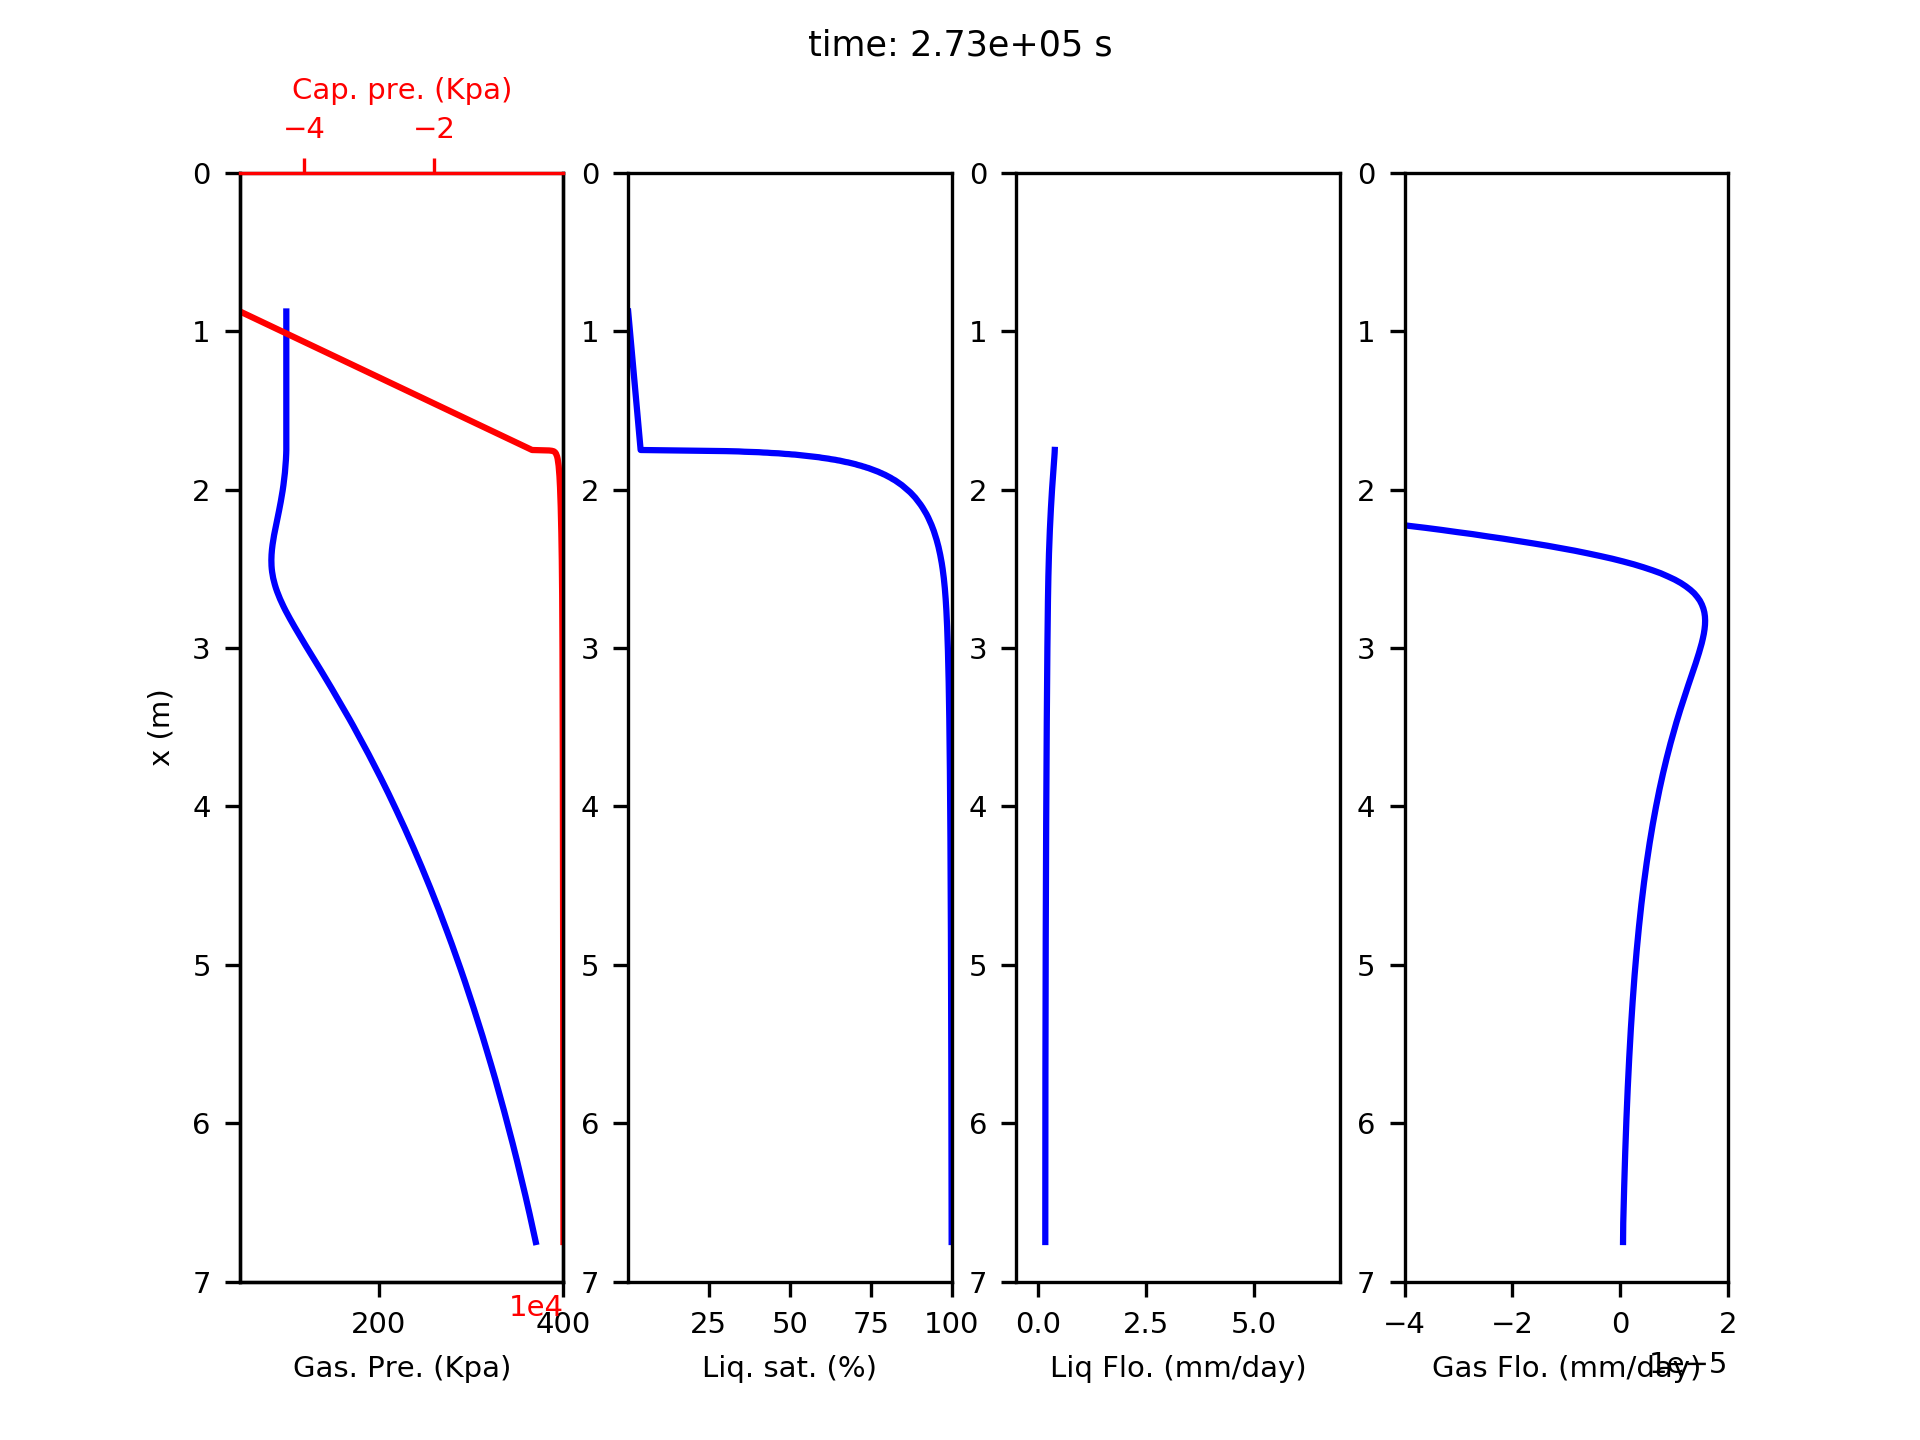 time: 2.73e+05 s
Cap. pre. (Kpa)
−4 −2
0 0 0 0
1 1 1 1
2 2 2 2
3 3 3 3
x (m)
4 4 4 4
5 5 5 5
6 6 6 6
7 7 7 7
1e4
200 400 25 50 75 100 0.0 2.5 5.0 −4 −2 0 2
Gas. Pre. (Kpa) Liq. sat. (%) Liq Flo. (mm/day) Gas Flo. (mm/day)
1e−5